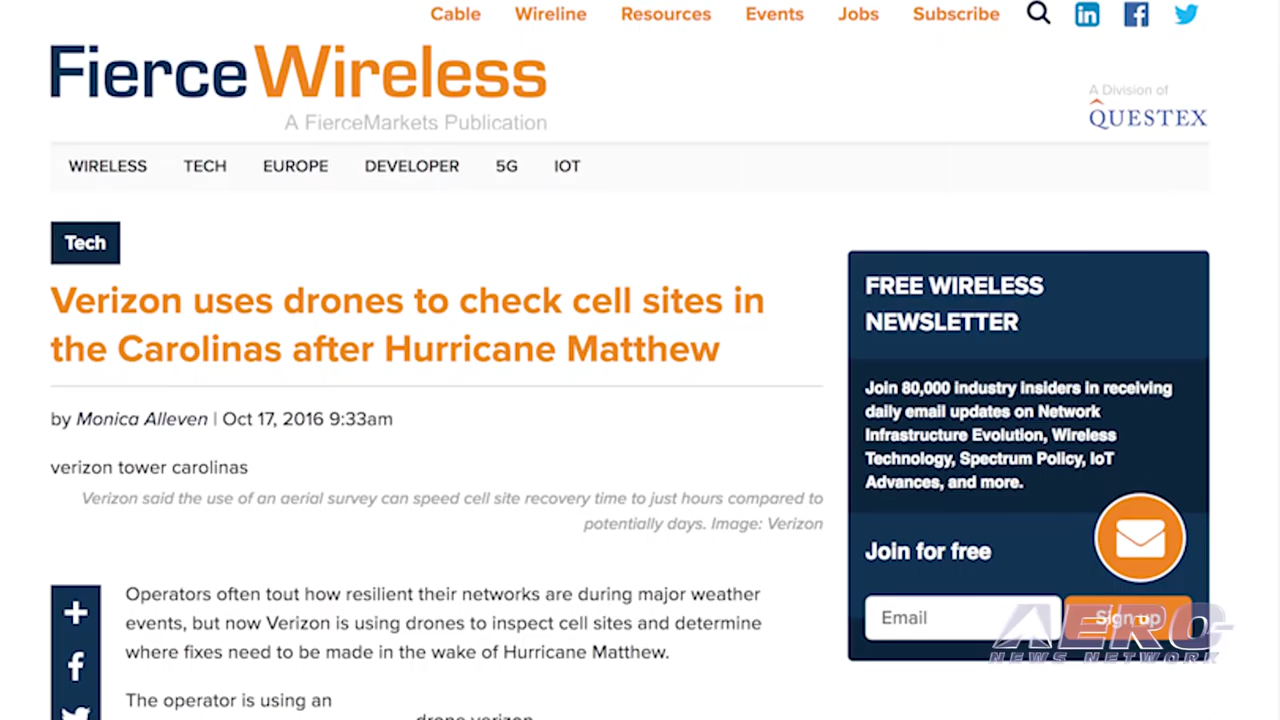 Cable Wireline Resources Events Jobs Subscribe
FierceWireless
A FierceMarkets Publication
A Division of
QUESTEX
WIRELESS TECH EUROPE DEVELOPER 5G IOT
Tech
Verizon uses drones to check cell sites in
the Carolinas after Hurricane Matthew
by Monica Alleven | Oct 17, 2016 9:33am
verizon tower carolinas
Verizon said the use of an aerial survey can speed cell site recovery time to just hours compared to
potentially days. Image: Verizon
Operators often tout how resilient their networks are during major weather
events, but now Verizon is using drones to inspect cell sites and determine
where fixes need to be made in the wake of Hurricane Matthew.
The operator is using an
drone verizon
FREE WIRELESS
NEWSLETTER
Join 80,000 industry insiders in receiving
daily email updates on Network
Infrastructure Evolution, Wireless
Technology, Spectrum Policy, IoT
Advances, and more.
Join for free
Email
Sign up
AERO
NEWS NETWORK